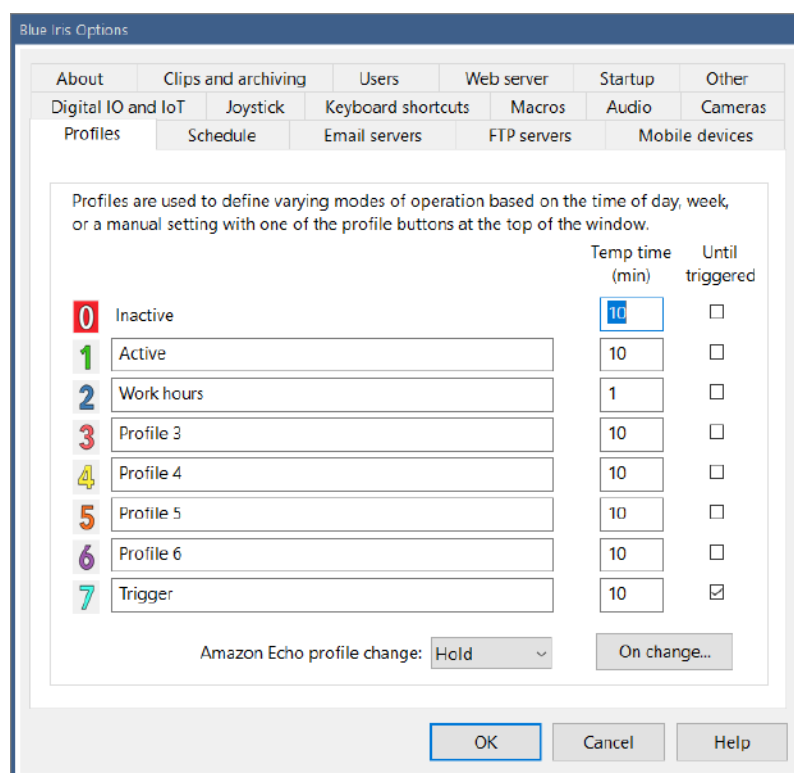 Blue Iris Options
About Clips and archiving Users Web server Startup Other
Digital IO and IoT Joystick Keyboard shortcuts Macros Audio Cameras
Profiles Schedule Email servers FTP servers Mobile devices
Profiles are used to define varying modes of operation based on the time of day, week,
or a manual setting with one of the profile buttons at the top of the window.
Temp time Until
(min) triggered
0 Inactive 10
1 Active 10
2 Work hours 1
3 Profile 3 10
4 Profile 4 10
5 Profile 5 10
6 Profile 6 10
7 Trigger 10
Amazon Echo profile change: Hold On change...
OK Cancel Help